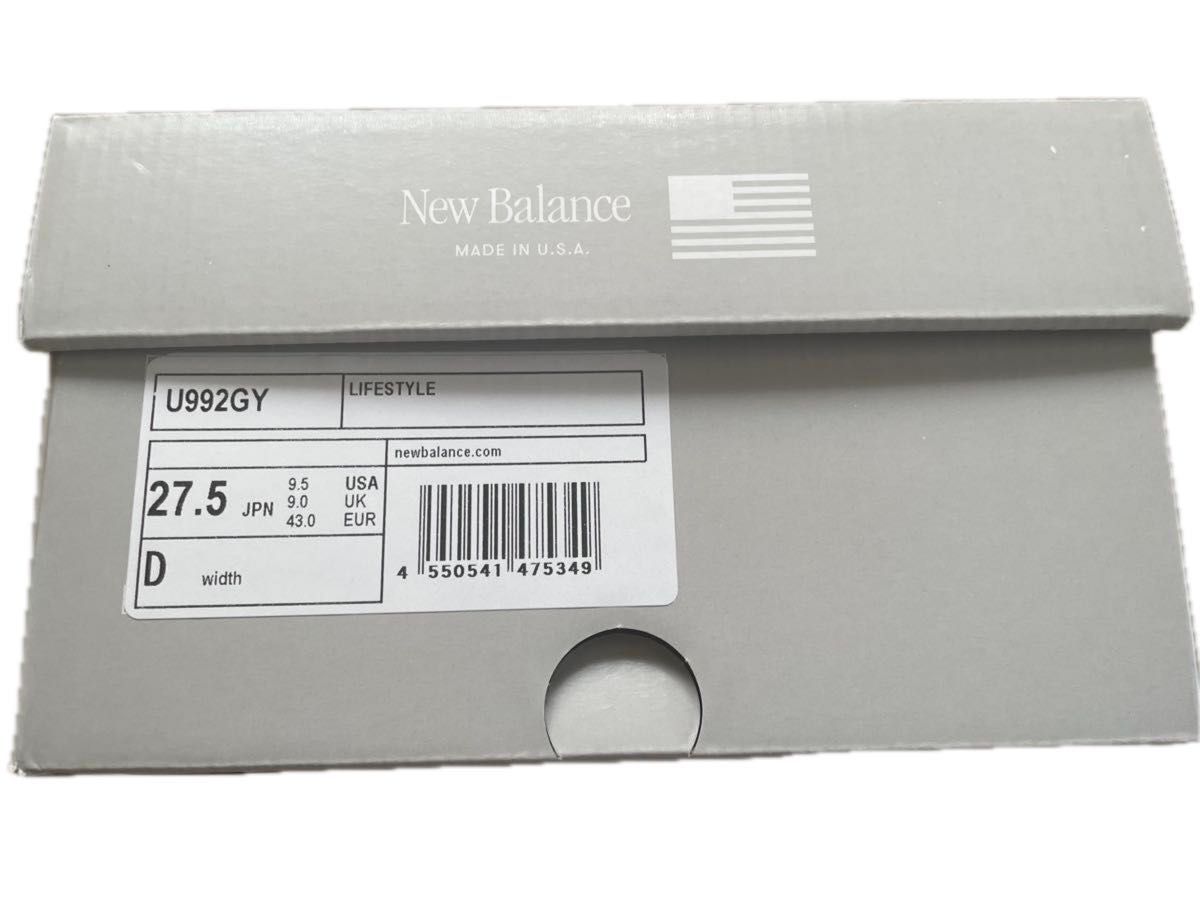 New Balance
MADE IN U.S.A.
U992GY
LIFESTYLE
newbalance.com
27.5 JPN
9.5 USA
9.0 UK
43.0 EUR
D width
4 550541 475349